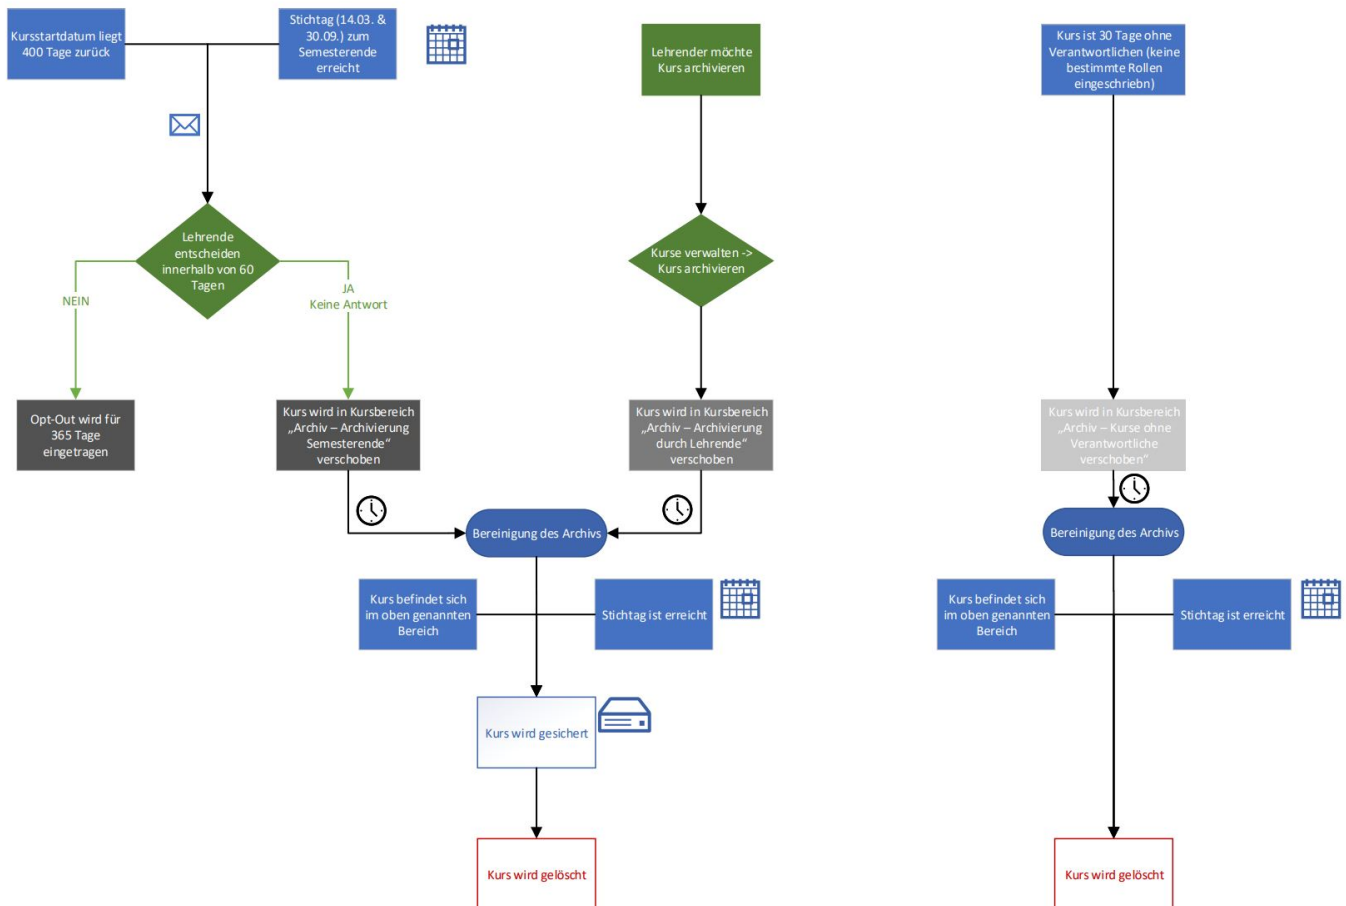 Kursstartdatum liegt
400 Tage zurück
Stichtag (14.03. &
30.09.) zum
Semesterende
erreicht
Lehrender möchte
Kurs archivieren
Kurs ist 30 Tage ohne
Verantwortlichen (keine
bestimmte Rollen
eingeschriebn)
Lehrende
entscheiden
innerhalb von 60
Tagen
Kurse verwalten ->
Kurs archivieren
NEIN
JA
Keine Antwort
Opt-Out wird für
365 Tage
eingetragen
Kurs wird in Kursbereich
„Archiv – Archivierung
Semesterende“
verschoben
Kurs wird in Kursbereich
„Archiv – Archivierung
durch Lehrende“
verschoben
Kurs wird in Kursbereich
„Archiv – Kurse ohne
Verantwortliche
verschoben“
Bereinigung des Archivs
Bereinigung des Archivs
Kurs befindet sich
im oben genannten
Bereich
Stichtag ist erreicht
Kurs befindet sich
im oben genannten
Bereich
Stichtag ist erreicht
Kurs wird gesichert
Kurs wird gelöscht
Kurs wird gelöscht